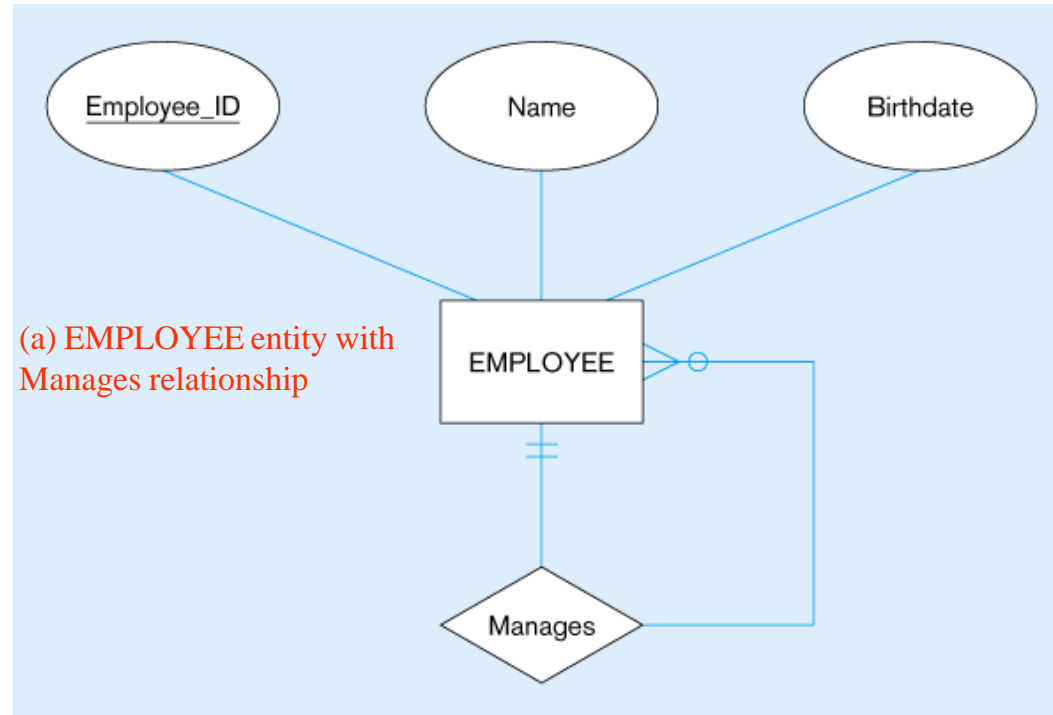 Employee_ID
Name
Birthdate
(a) EMPLOYEE entity with
Manages relationship
EMPLOYEE
Manages